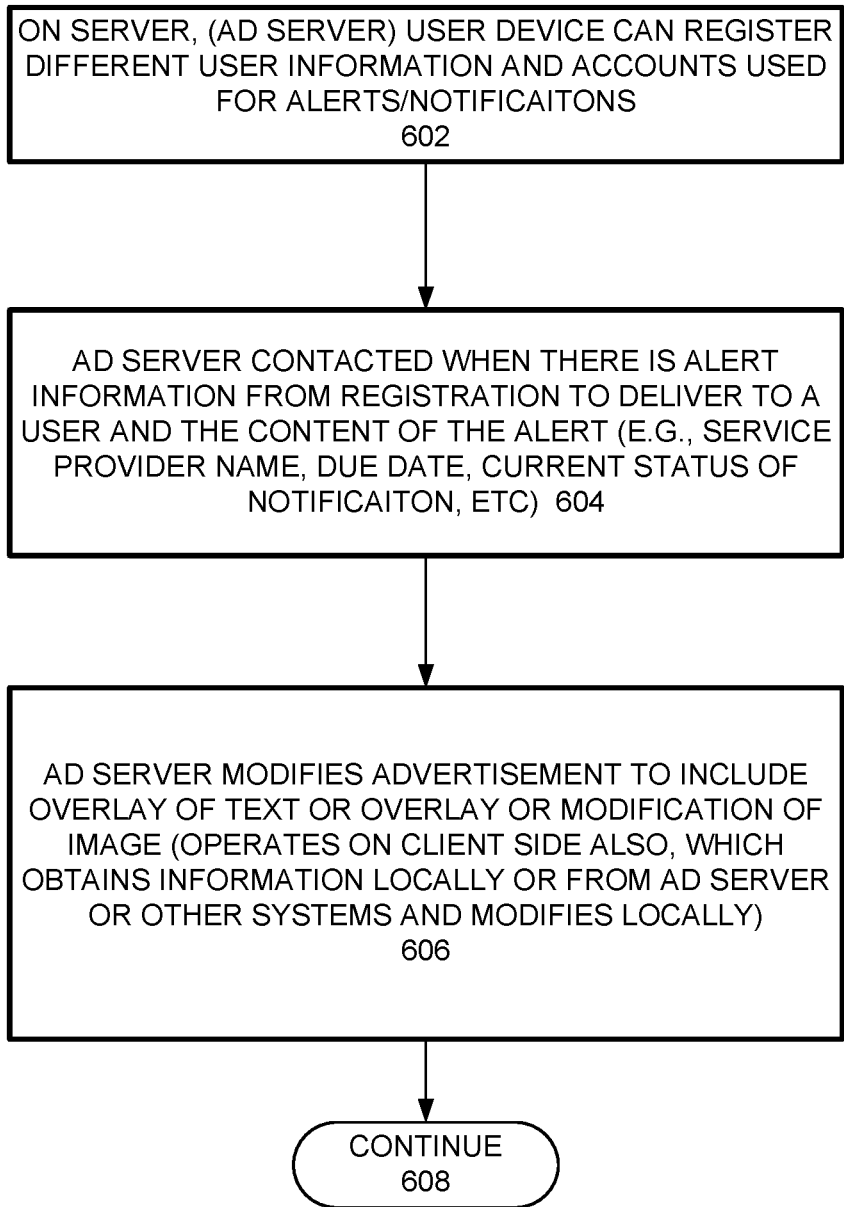 ON SERVER, (AD SERVER) USER DEVICE CAN REGISTER
DIFFERENT USER INFORMATION AND ACCOUNTS USED
FOR ALERTS/NOTIFICAITONS
602
AD SERVER CONTACTED WHEN THERE IS ALERT
INFORMATION FROM REGISTRATION TO DELIVER TO A
USER AND THE CONTENT OF THE ALERT (E.G., SERVICE
PROVIDER NAME, DUE DATE, CURRENT STATUS OF
NOTIFICAITON, ETC) 604
AD SERVER MODIFIES ADVERTISEMENT TO INCLUDE
OVERLAY OF TEXT OR OVERLAY OR MODIFICATION OF
IMAGE (OPERATES ON CLIENT SIDE ALSO, WHICH
OBTAINS INFORMATION LOCALLY OR FROM AD SERVER
OR OTHER SYSTEMS AND MODIFIES LOCALLY)
606
CONTINUE
608